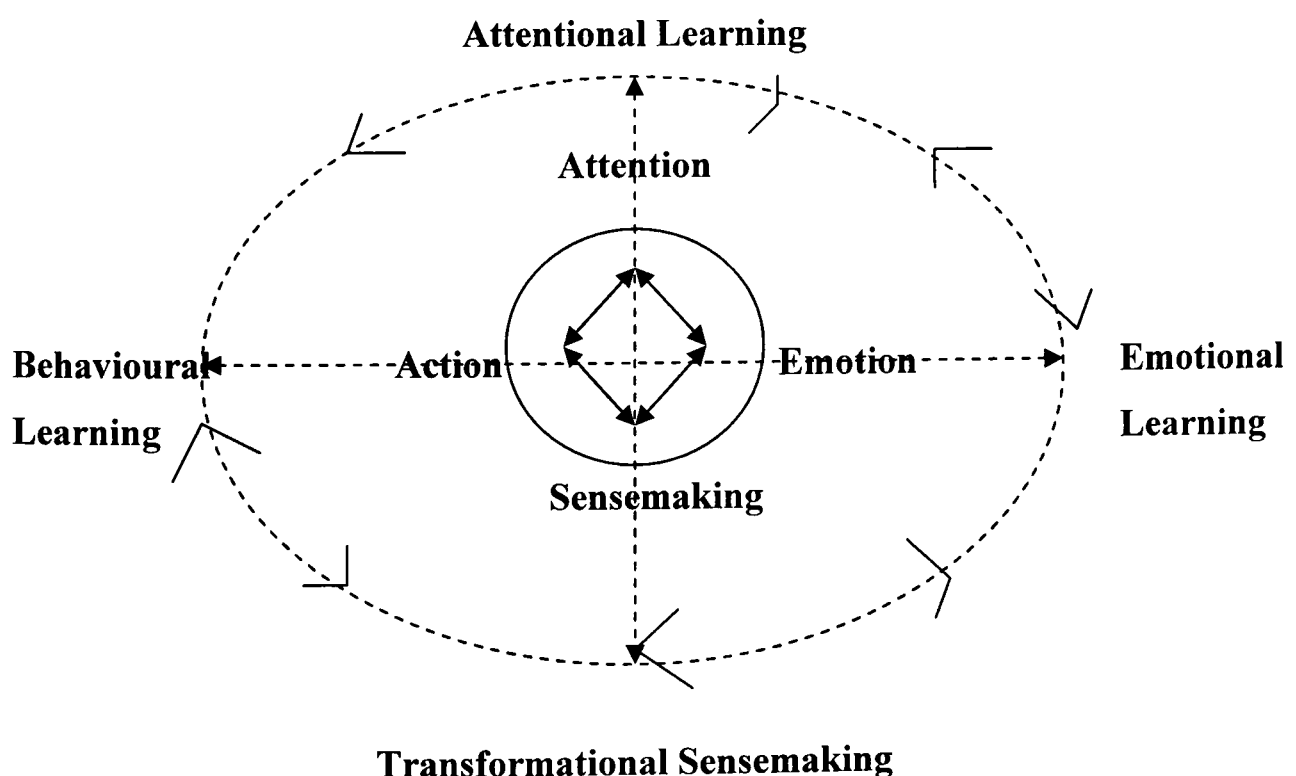 Attentional Learning
Attention
Behavioural
Learning
Action
Emotion
Emotional
Learning
Sensemaking
Transformational Sensemaking